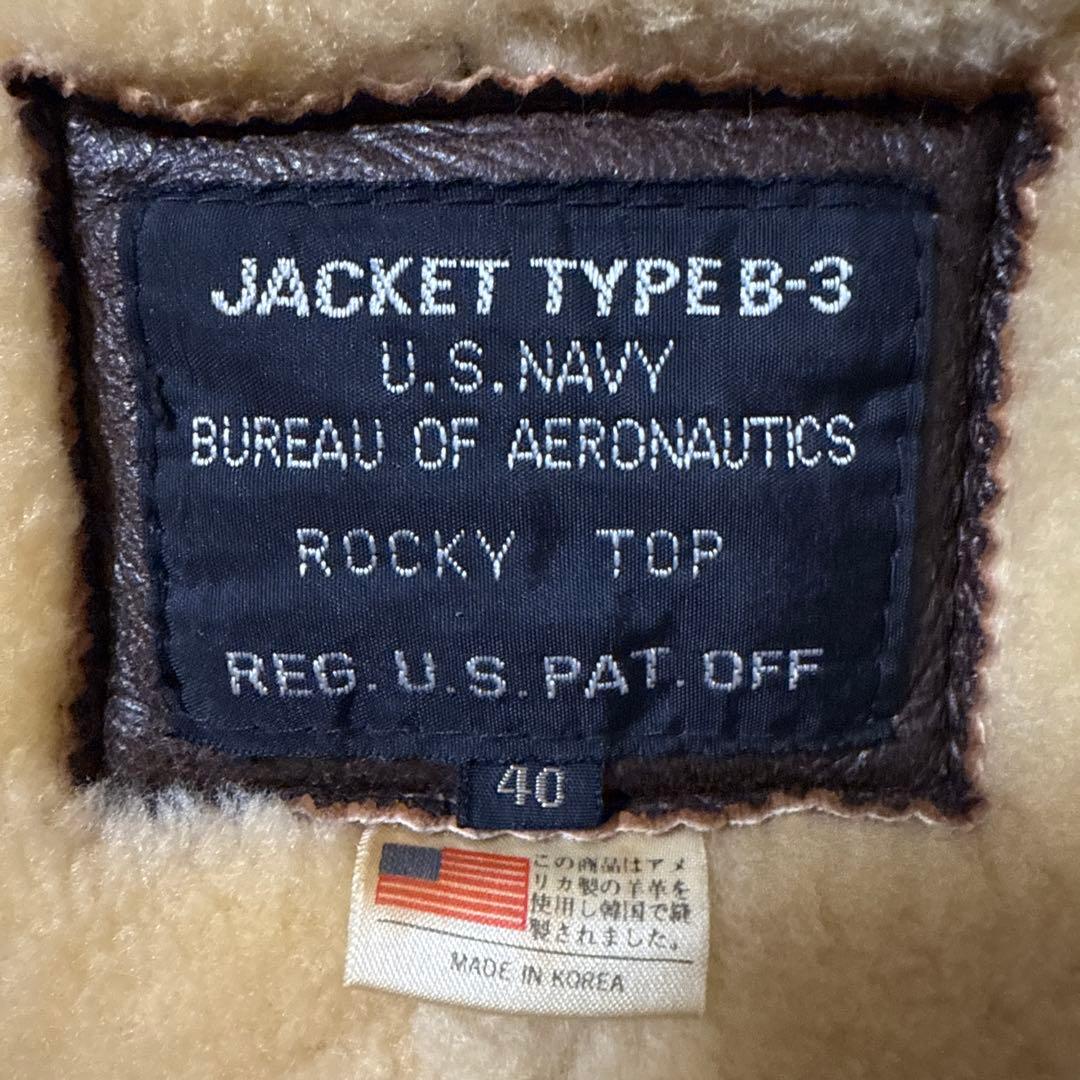 JACKET TYPE B-3
U.S. NAVY
BUREAU OF AERONAUTICS
ROCKY TOP
REG. U.S. PAT. OFF
40
この商品はアメ
リカ製の羊革を
使用し韓国で縫
製されました。
MADE IN KOREA